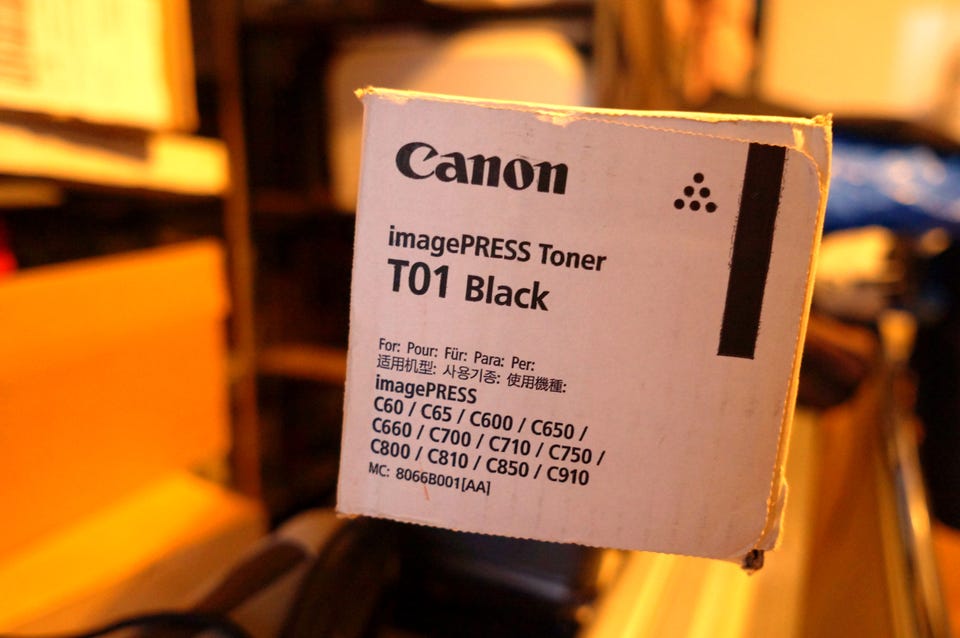 Canon
imagePRESS Toner
T01 Black
For: Pour: Für: Para: Per:
适用机型: 사용기종: 使用機種:
imagePRESS
C60 / C65 / C600 / C650 /
C660 / C700 / C710 / C750 /
C800 / C810 / C850 / C910
MC: 8066B001[AA]